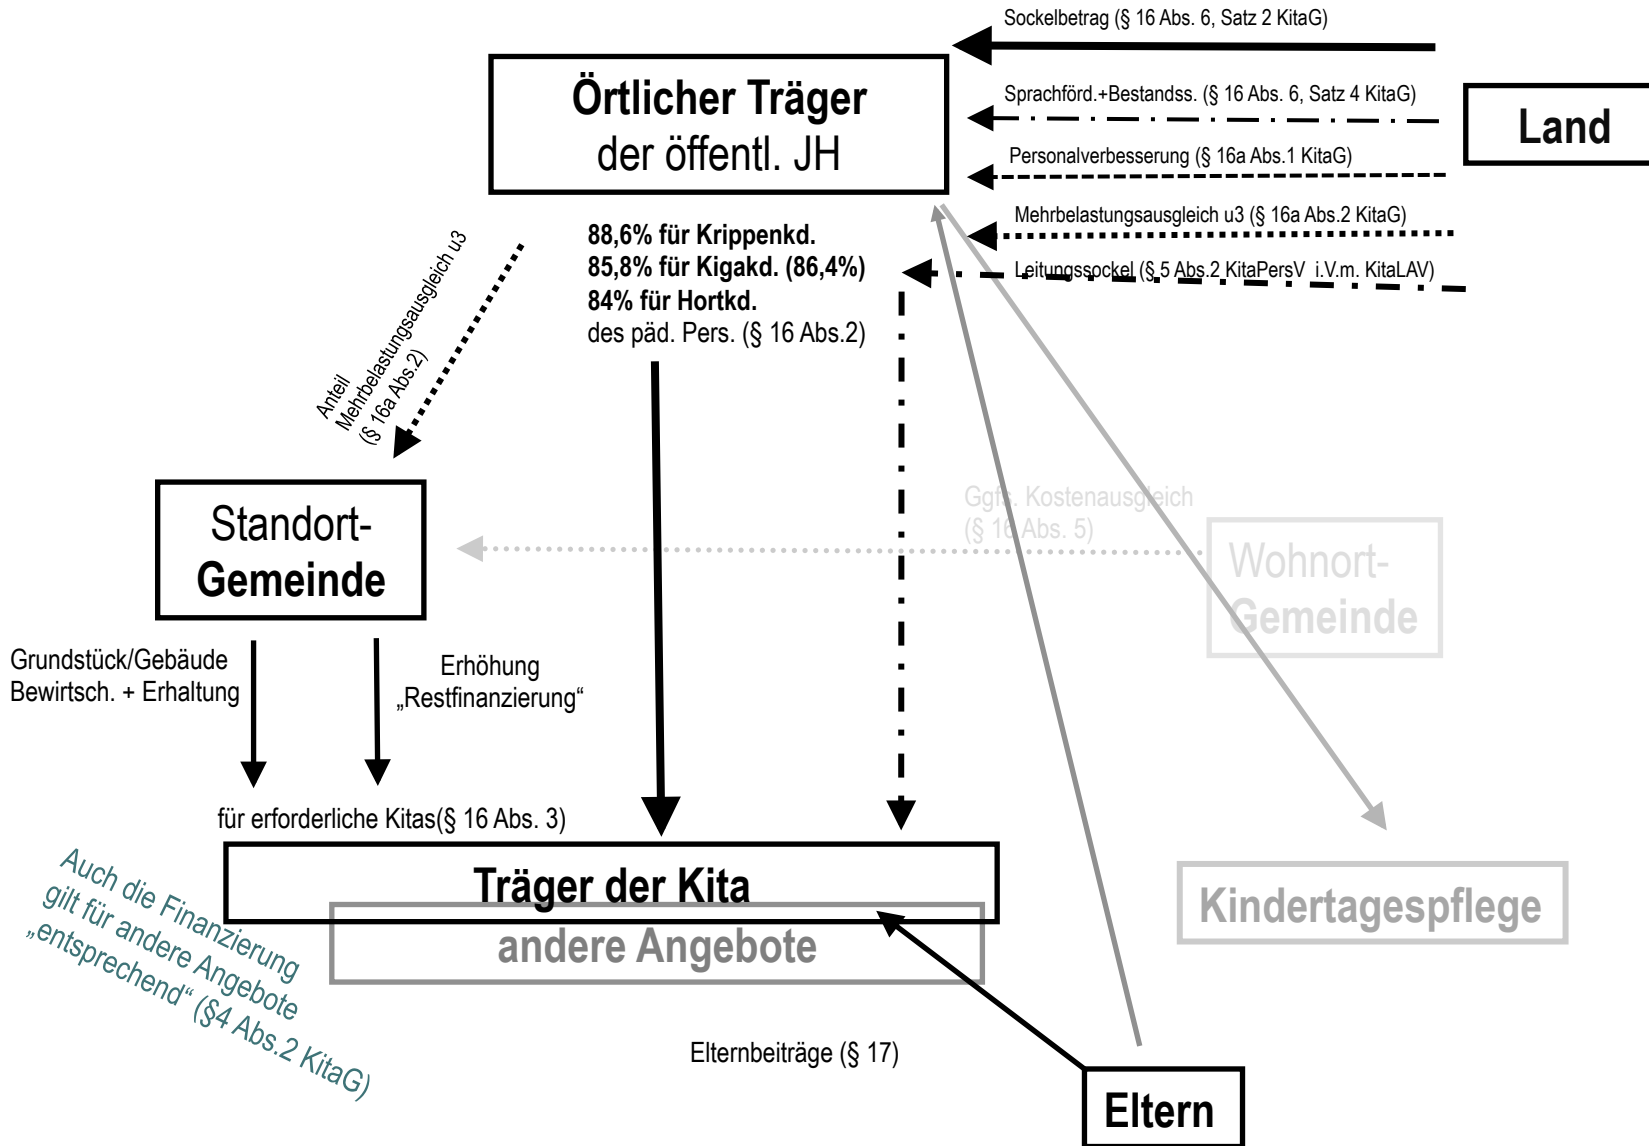 Sockelbetrag (§ 16 Abs. 6, Satz 2 KitaG)
Örtlicher Träger
der öffentl. JH
Sprachförd.+Bestandss. (§ 16 Abs. 6, Satz 4 KitaG)
Land
Personalverbesserung (§ 16a Abs.1 KitaG)
Mehrbelastungsausgleich u3 (§ 16a Abs.2 KitaG)
Leitungssockel (§ 5 Abs.2 KitaPersV i.V.m. KitaLAV)
88,6% für Krippenkd.
85,8% für Kigakd. (86,4%)
84% für Hortkd.
des päd. Pers. (§ 16 Abs.2)
Anteil
Mehrbelastungsausgleich u3
(§ 16a Abs.2)
Standort-
Gemeinde
Ggfs. Kostenausgleich
(§ 16 Abs. 5)
Wohnort-
Gemeinde
Grundstück/Gebäude
Bewirtsch. + Erhaltung
Erhöhung
„Restfinanzierung“
für erforderliche Kitas(§ 16 Abs. 3)
Träger der Kita
andere Angebote
Kindertagespflege
Auch die Finanzierung
gilt für andere Angebote
„entsprechend“ (§4 Abs.2 KitaG)
Elternbeiträge (§ 17)
Eltern